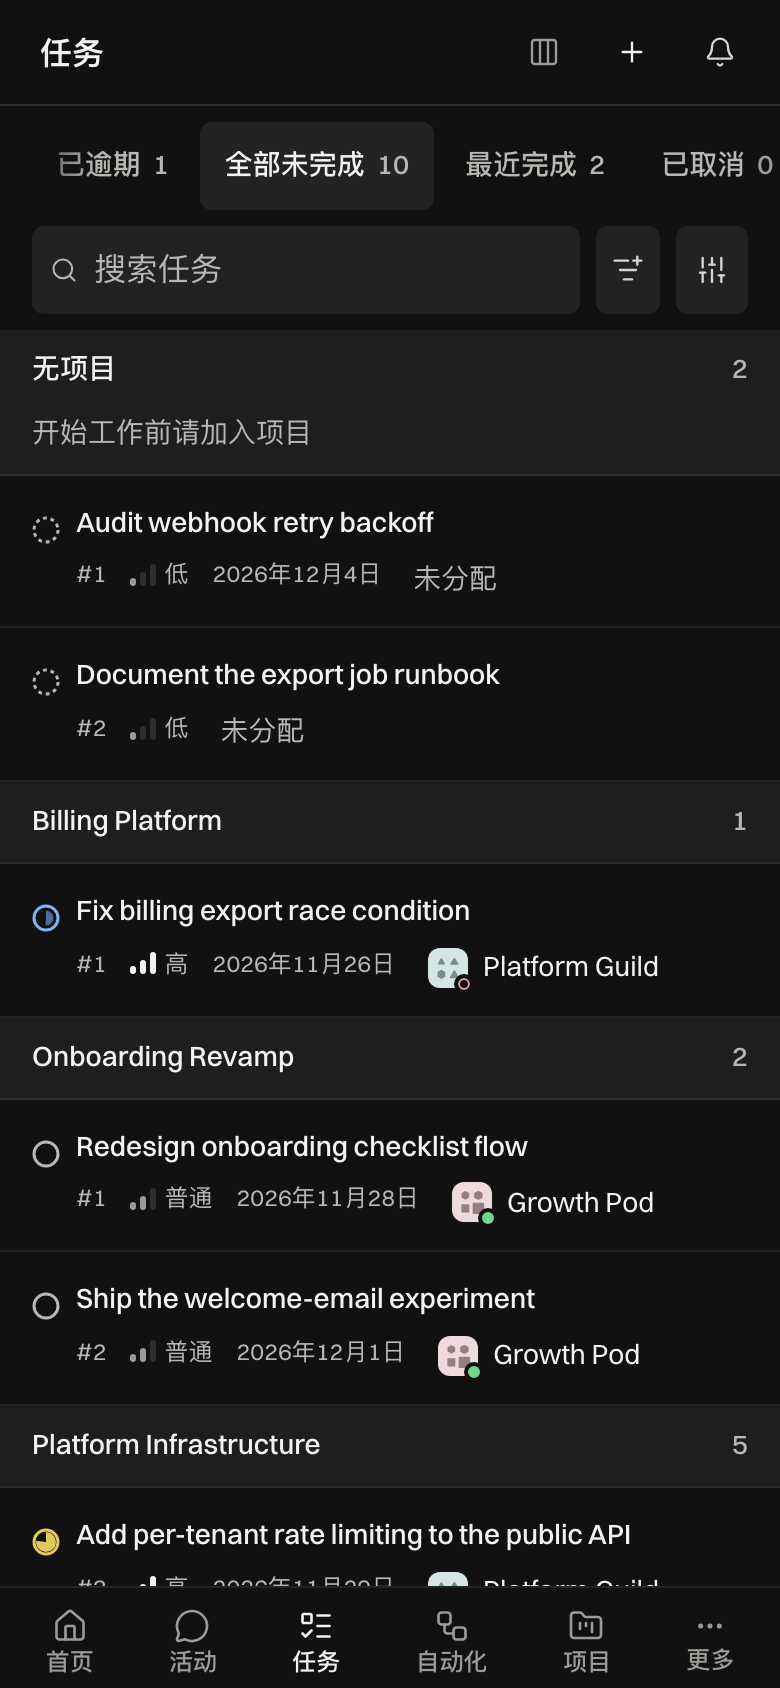 任务
已逾期 1 全部未完成 10 最近完成 2 已取消 0
搜索任务
无项目 2
开始工作前请加入项目
Audit webhook retry backoff
#1 低 2026年12月4日 未分配
Document the export job runbook
#2 低 未分配
Billing Platform 1
Fix billing export race condition
#1 高 2026年11月26日 Platform Guild
Onboarding Revamp 2
Redesign onboarding checklist flow
#1 普通 2026年11月28日 Growth Pod
Ship the welcome-email experiment
#2 普通 2026年12月1日 Growth Pod
Platform Infrastructure 5
Add per-tenant rate limiting to the public API
高 Platform Guild
首页 活动 任务 自动化 项目 更多